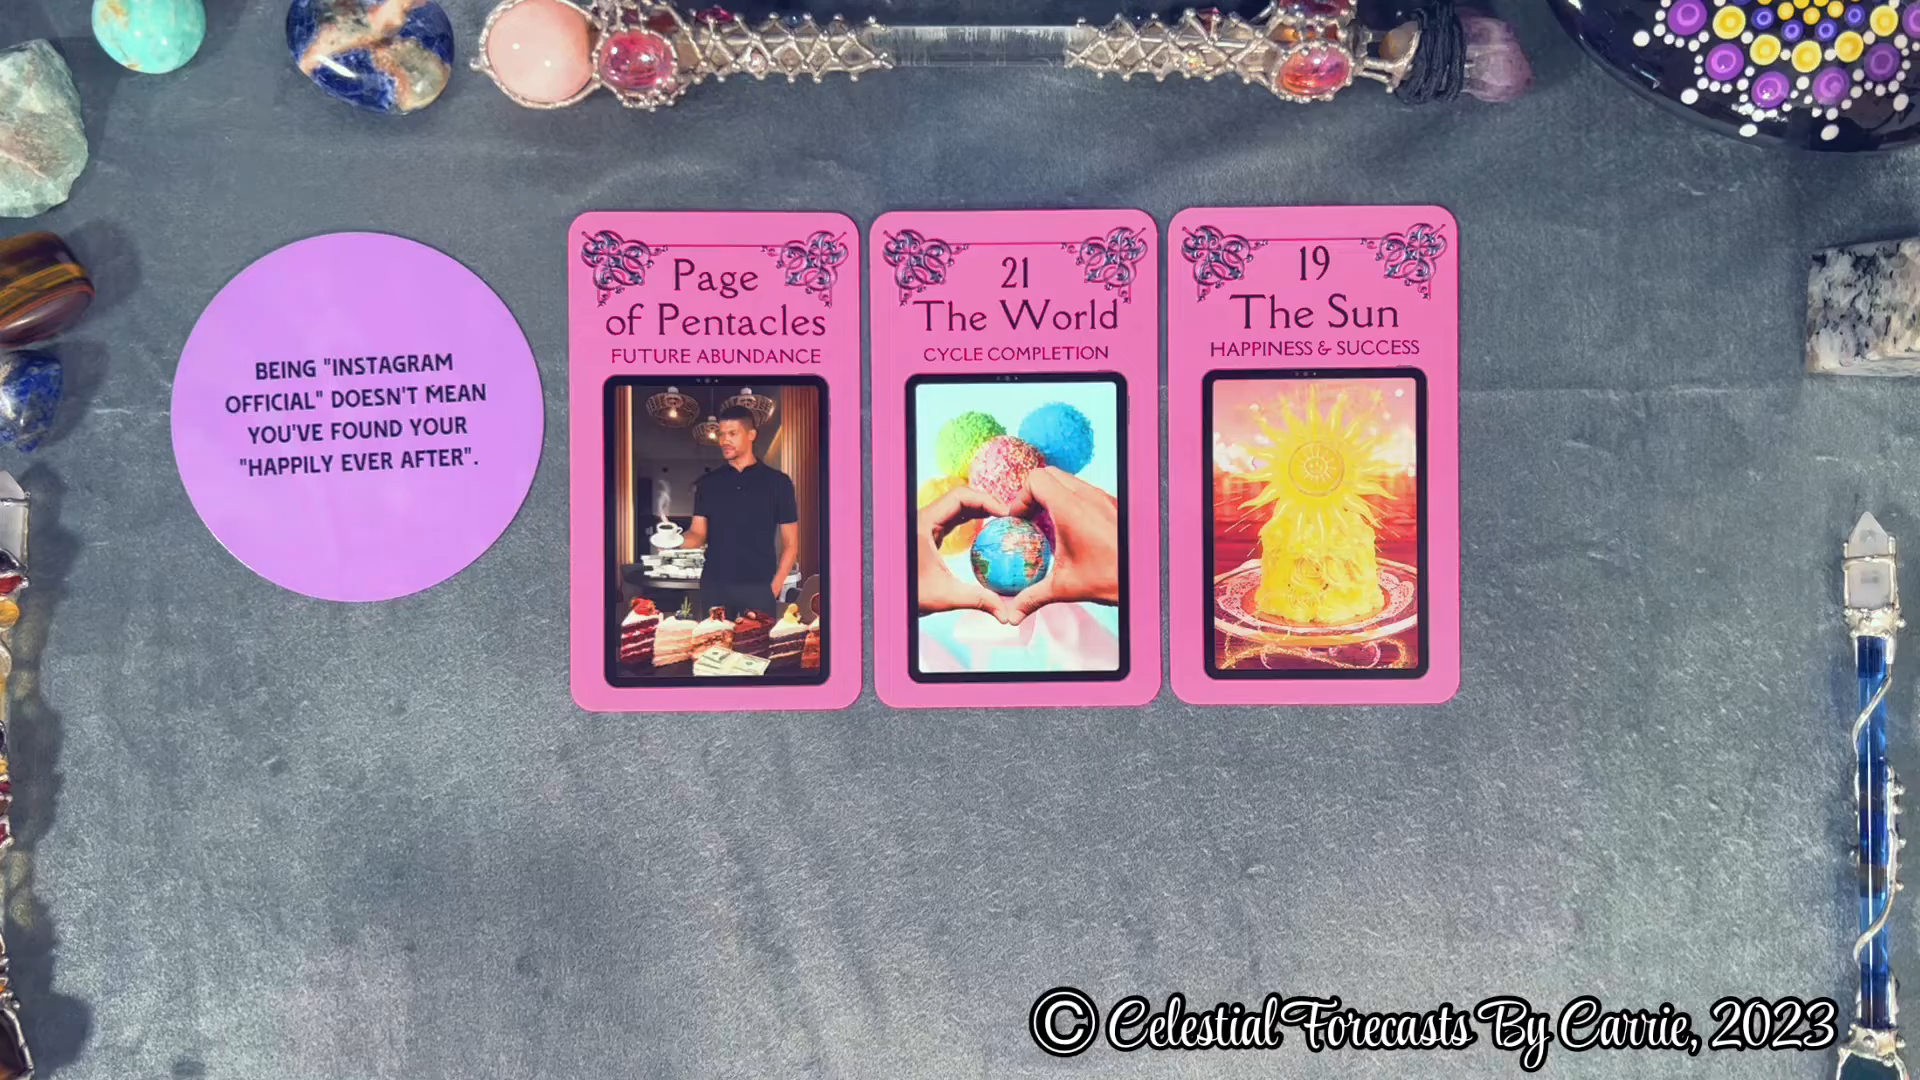 BEING "INSTAGRAM
OFFICIAL" DOESN'T MEAN
YOU'VE FOUND YOUR
"HAPPILY EVER AFTER".
Page
of Pentacles
FUTURE ABUNDANCE
21
The World
CYCLE COMPLETION
19
The Sun
HAPPINESS & SUCCESS
© Celestial Forecasts By Carrie, 2023